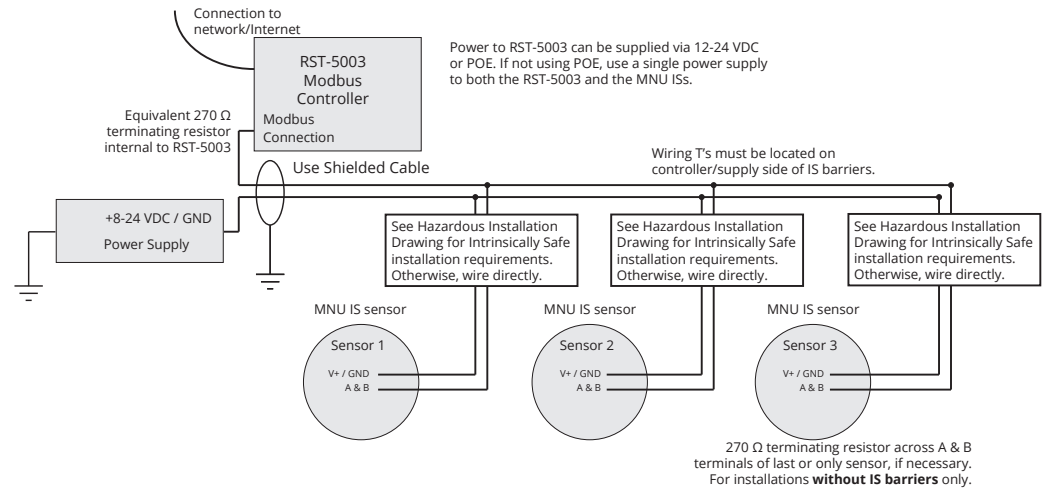 Connection to
network/Internet
RST-5003
Modbus
Controller
Modbus
Connection
Power to RST-5003 can be supplied via 12-24 VDC
or POE. If not using POE, use a single power supply
to both the RST-5003 and the MNU ISs.
Equivalent 270 Ω
terminating resistor
internal to RST-5003
Use Shielded Cable
Wiring T’s must be located on
controller/supply side of IS barriers.
+8-24 VDC / GND
Power Supply
See Hazardous Installation
Drawing for Intrinsically Safe
installation requirements.
Otherwise, wire directly.
See Hazardous Installation
Drawing for Intrinsically Safe
installation requirements.
Otherwise, wire directly.
See Hazardous Installation
Drawing for Intrinsically Safe
installation requirements.
Otherwise, wire directly.
MNU IS sensor
Sensor 1
V+ / GND
A & B
MNU IS sensor
Sensor 2
V+ / GND
A & B
MNU IS sensor
Sensor 3
V+ / GND
A & B
270 Ω terminating resistor across A & B
terminals of last or only sensor, if necessary.
For installations without IS barriers only.